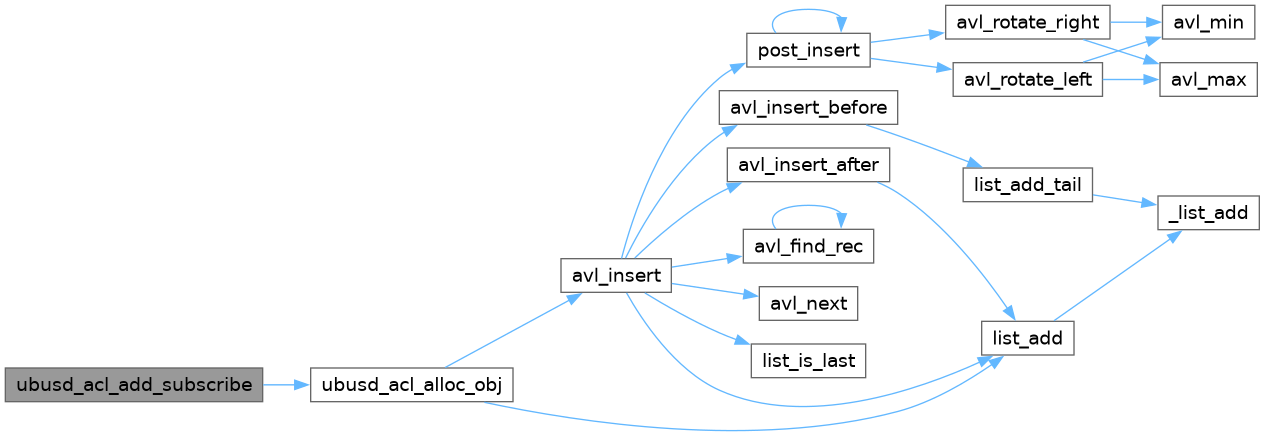 avl_rotate_right
avl_min
post_insert
avl_rotate_left
avl_max
avl_insert_before
avl_insert_after
list_add_tail
_list_add
avl_find_rec
avl_insert
avl_next
list_add
list_is_last
ubusd_acl_add_subscribe
ubusd_acl_alloc_obj